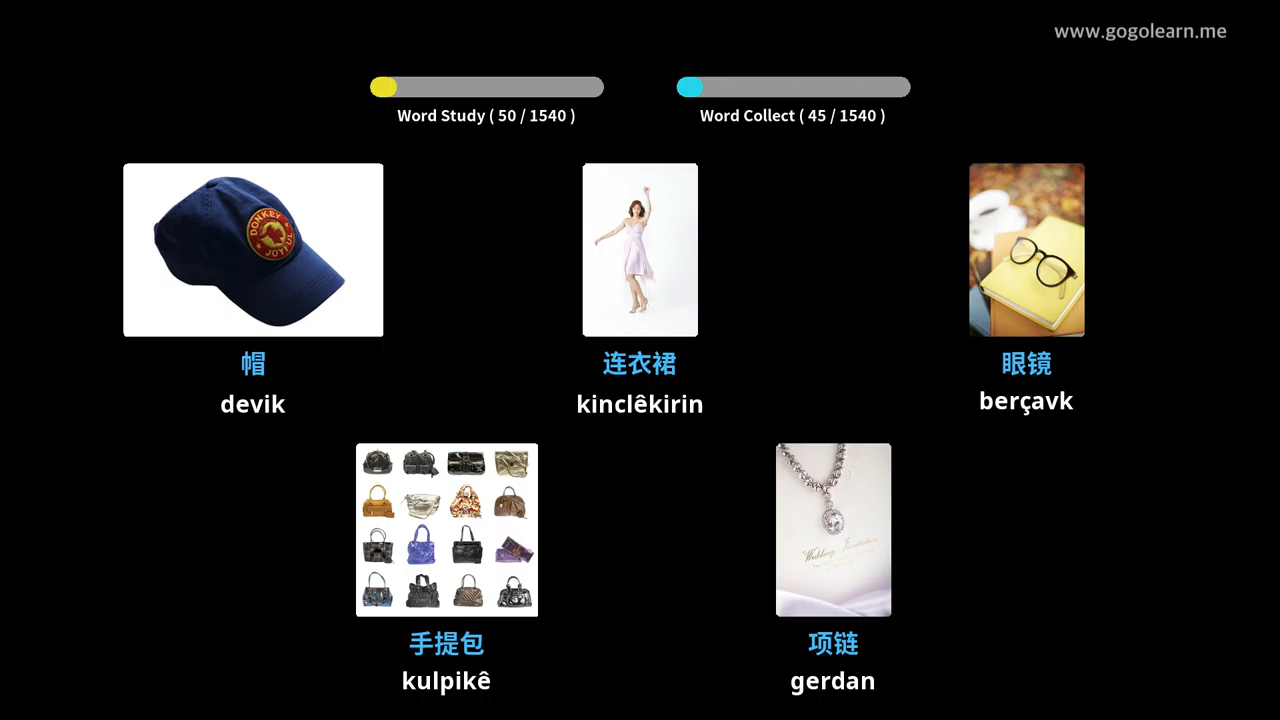 www.gogolearn.me
Word Study ( 50 / 1540 )
Word Collect ( 45 / 1540 )
DONKEY
JOYFUL
帽
连衣裙
眼镜
devik
kinclêkirin
berçavk
Wedding Invitation
手提包
项链
kulpikê
gerdan